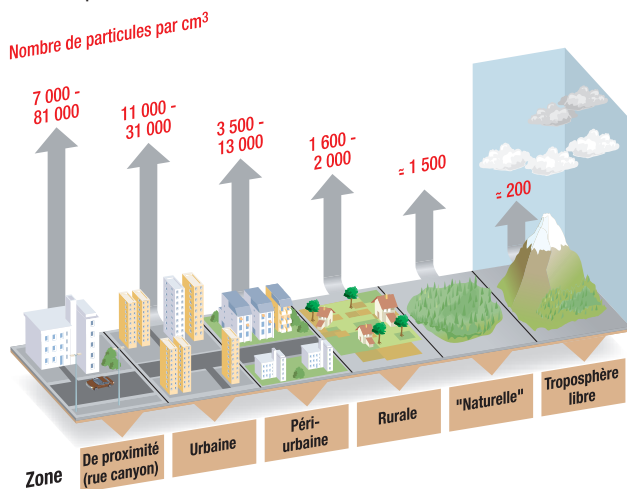 Nombre de particules par cm³
7 000 -
81 000
11 000 -
31 000
3 500 -
13 000
1 600 -
2 000
≃ 1 500
≃ 200
Zone
De proximité
(rue canyon)
Urbaine
Péri-
urbaine
Rurale
"Naturelle"
Troposphère
libre